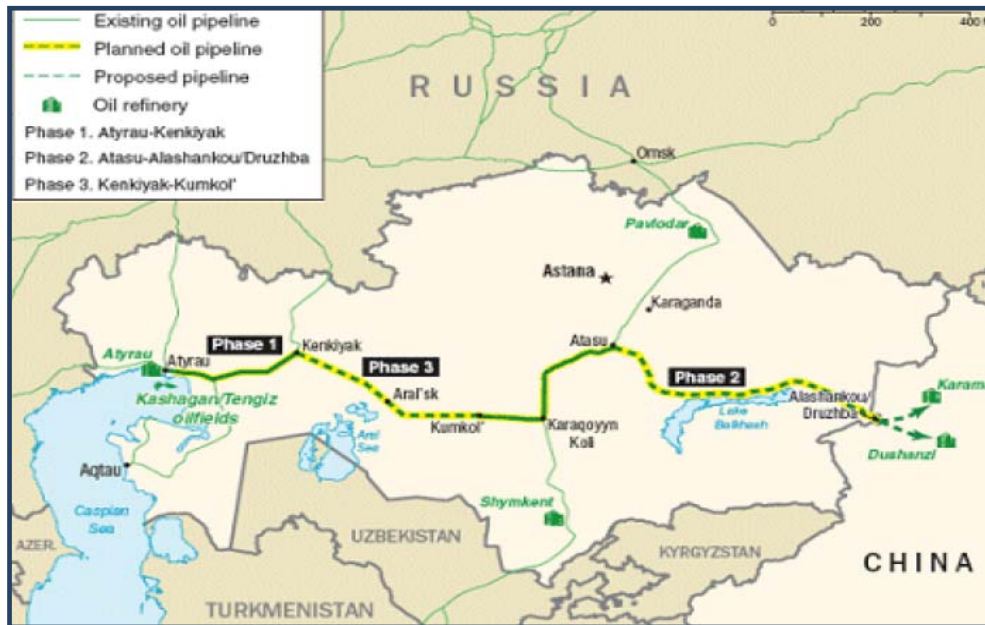 Existing oil pipeline
Planned oil pipeline
Proposed pipeline
Oil refinery
Phase 1. Atyrau-Kenkiyak
Phase 2. Atasu-Alashankou/Druzhba
Phase 3. Kenkiyak-Kumkol'
0 200 400
RUSSIA
Omsk
Pavlodar
Astana
Karaganda
Atyrau
Atyrau
Phase 1
Kenkiyak
Atasu
Kashagan/Tengiz
oilfields
Phase 3
Aral'sk
Phase 2
Alashankou/
Druzhba
Karama
Lake
Balkhash
Kumkol'
Karaqoyyn
Koli
Aral
Sea
Dushanzi
Aqtau
Shymkent
Caspian
Sea
UZBEKISTAN
AZER.
KYRGYZSTAN
CHINA
TURKMENISTAN